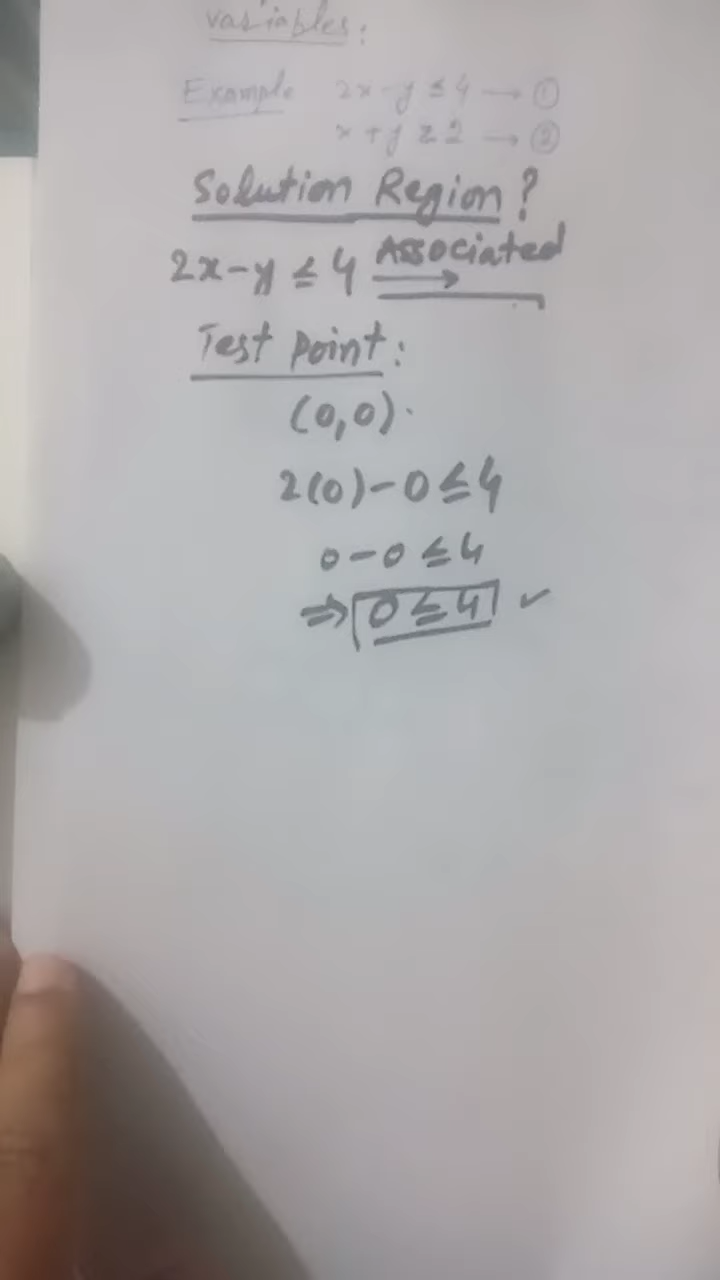 variables:
Example 2x-y ≤ 4 → ①
x + y ≥ 2 → ②
Solution Region?
2x-y ≤ 4 Associated →
Test point:
(0,0).
2(0)-0 ≤ 4
0-0 ≤ 4
⇒ 0 ≤ 4 ✓